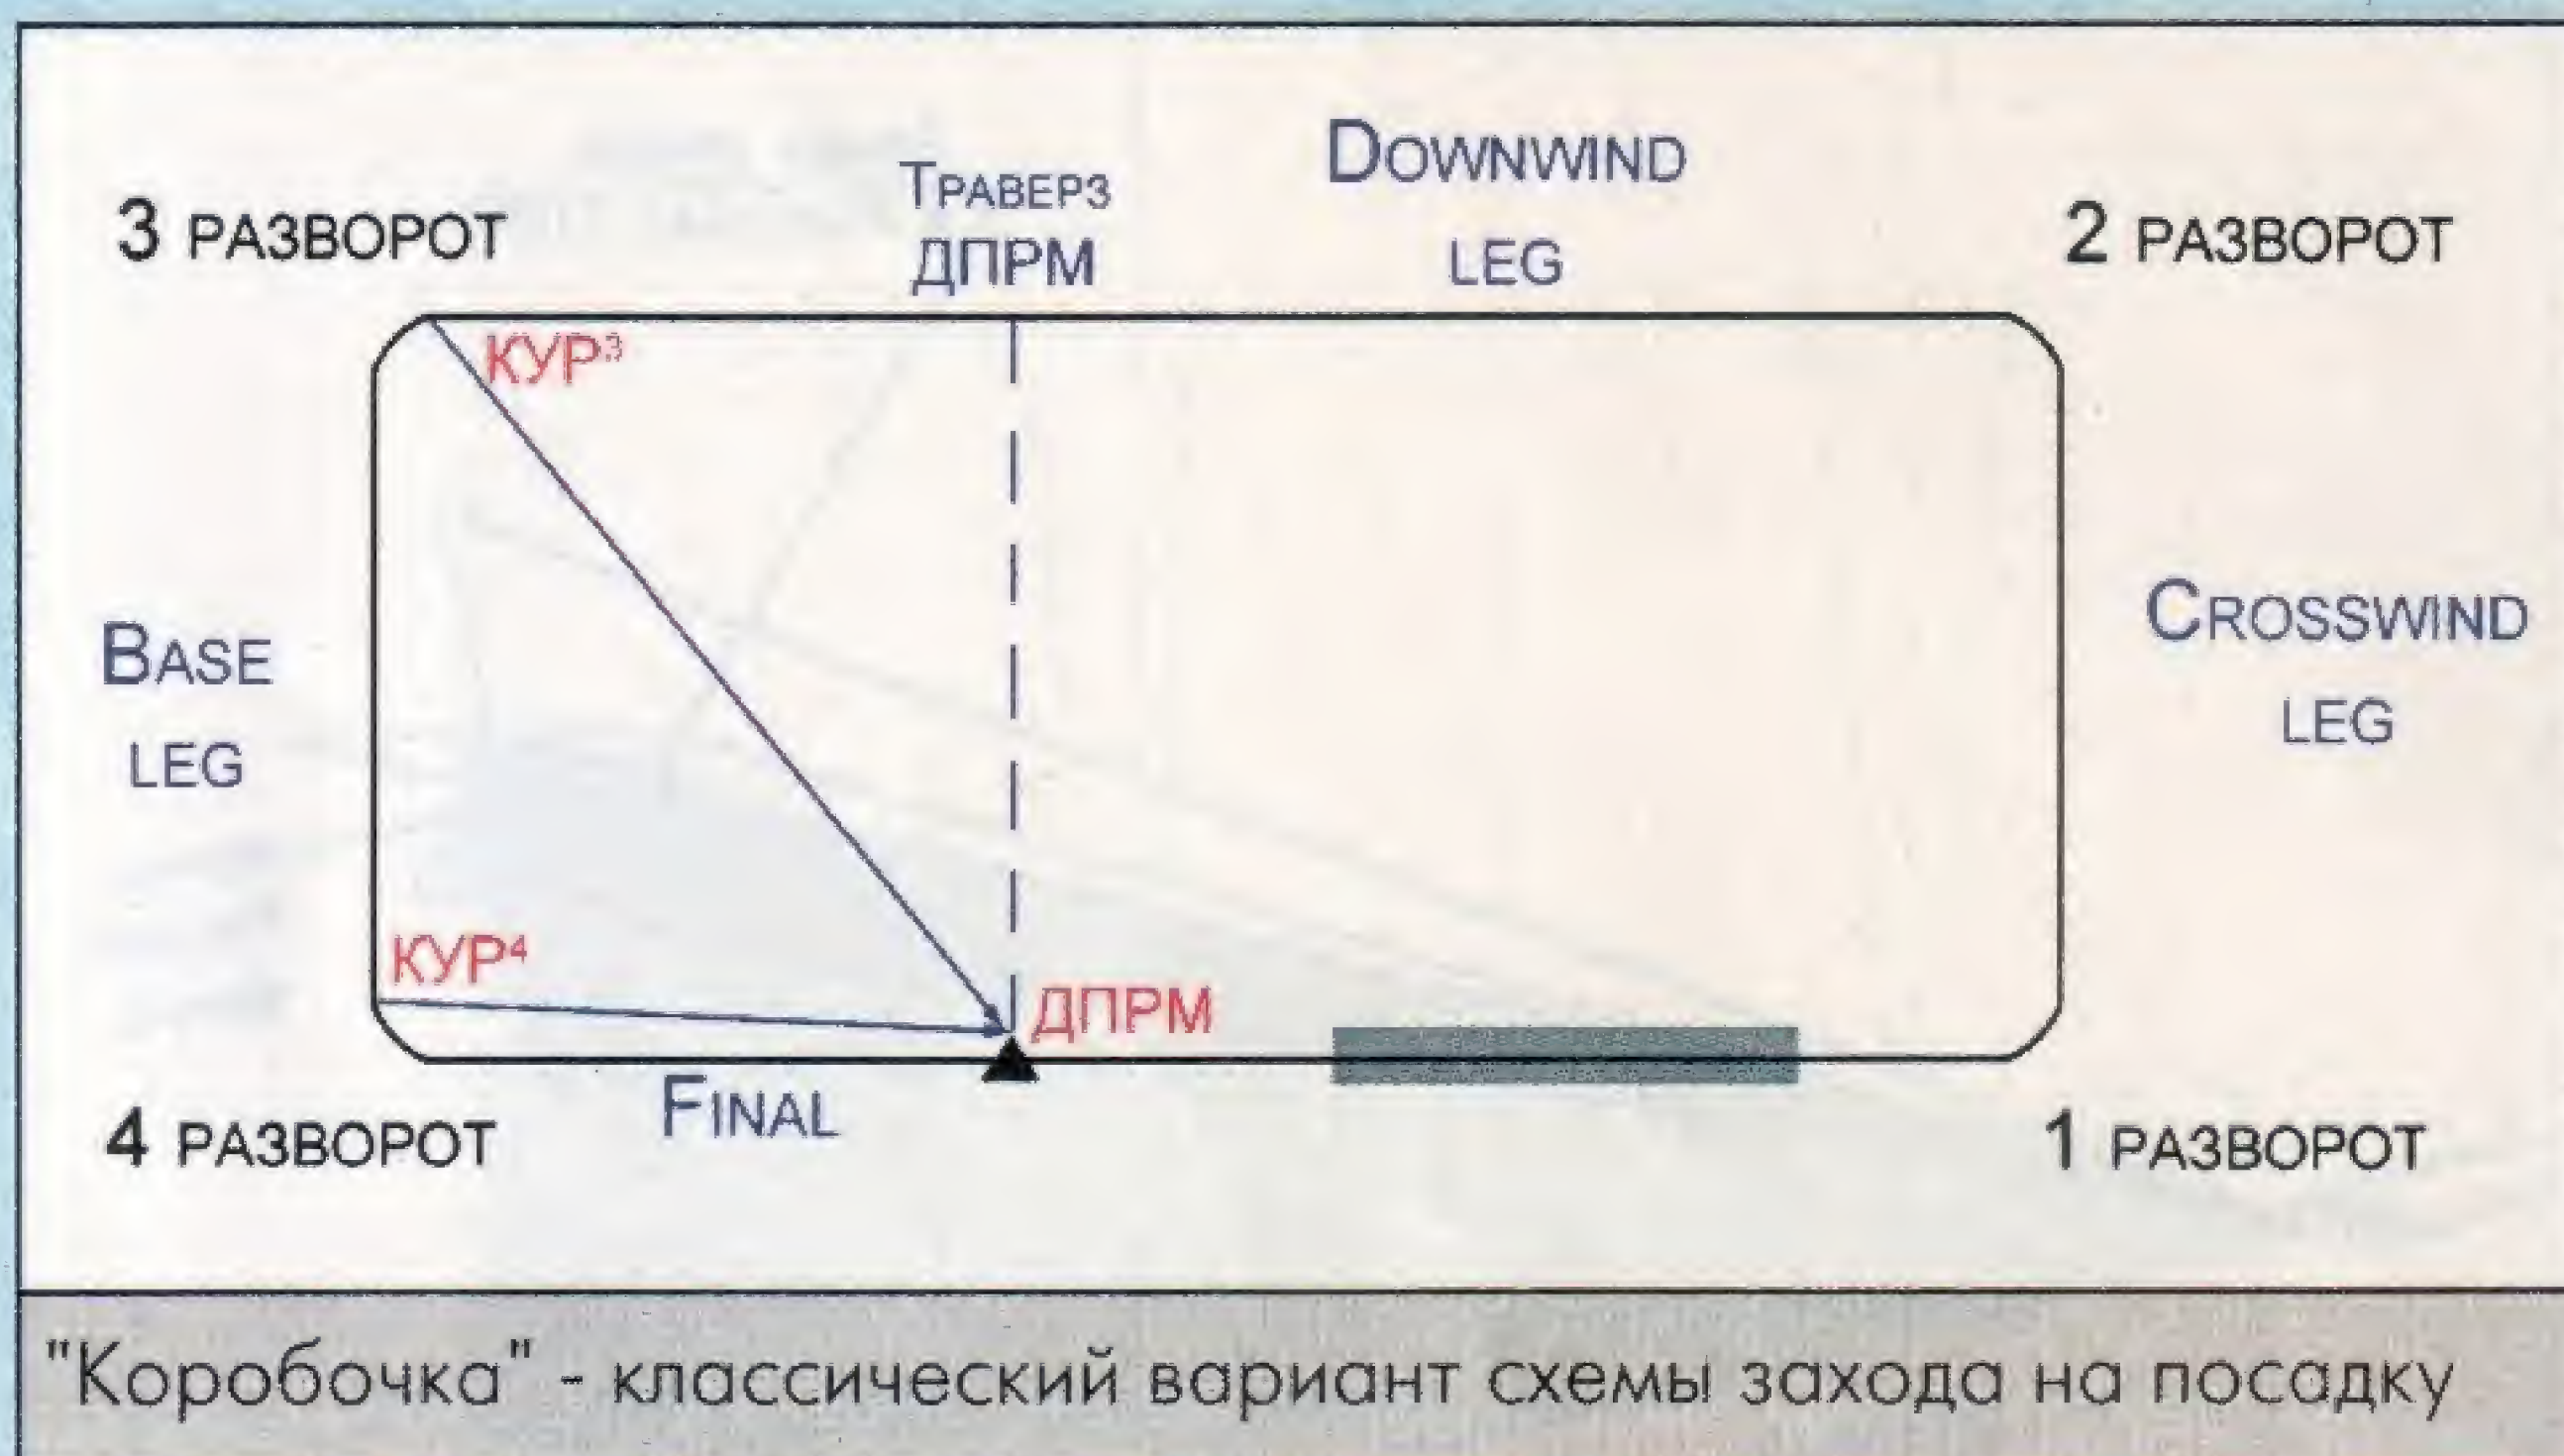 Траверз
ДПРМ
Downwind
leg
3 разворот
2 разворот
КУР³
Base
leg
Crosswind
leg
КУР⁴
ДПРМ
Final
4 разворот
1 разворот
"Коробочка" - классический вариант схемы захода на посадку